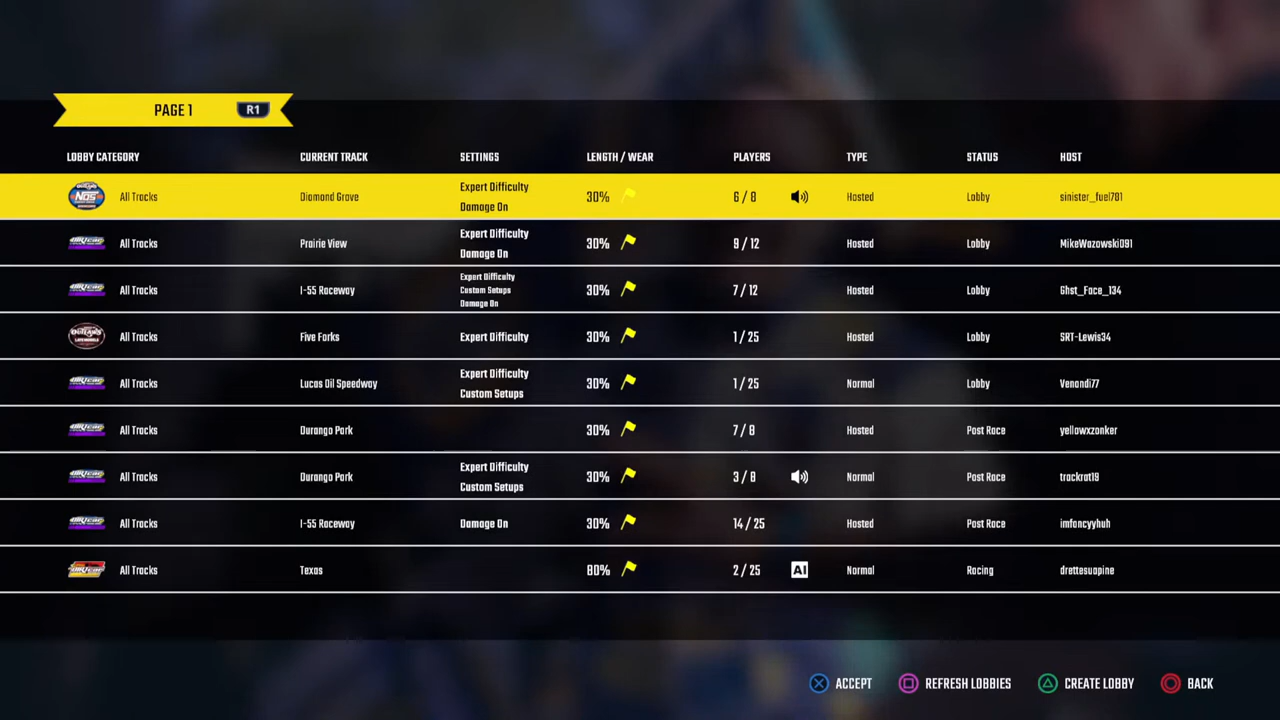 PAGE 1 R1
LOBBY CATEGORY CURRENT TRACK SETTINGS LENGTH / WEAR PLAYERS TYPE STATUS HOST
OUTLAWS NOS All Tracks Diamond Grove Expert Difficulty Damage On 30% 6 / 8 Hosted Lobby sinister_fuel781
All Tracks Prairie View Expert Difficulty Damage On 30% 9 / 12 Hosted Lobby MikeWazowski091
All Tracks I-55 Raceway Expert Difficulty Custom Setups Damage On 30% 7 / 12 Hosted Lobby Ghst_Face_134
OUTLAWS LATE MODELS All Tracks Five Forks Expert Difficulty 30% 1 / 25 Hosted Lobby SRT-Lewis34
All Tracks Lucas Oil Speedway Expert Difficulty Custom Setups 30% 1 / 25 Normal Lobby Venandi77
All Tracks Durango Park 30% 7 / 8 Hosted Post Race yellowxzonker
All Tracks Durango Park Expert Difficulty Custom Setups 30% 3 / 8 Normal Post Race trackrat19
All Tracks I-55 Raceway Damage On 30% 14 / 25 Hosted Post Race imfancyyhuh
All Tracks Texas 80% 2 / 25 AI Normal Racing drettesuapine
ACCEPT REFRESH LOBBIES CREATE LOBBY BACK